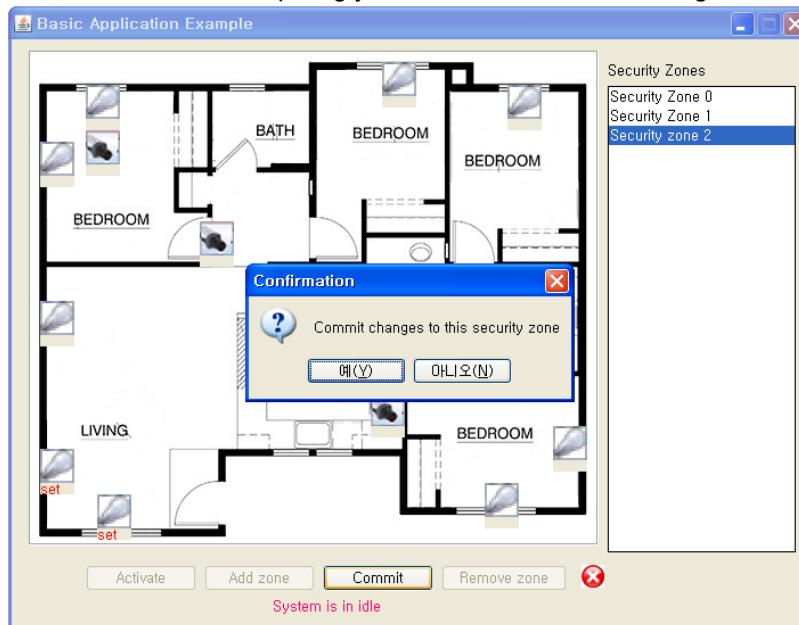 Basic Application Example
Security Zones
Security Zone 0
Security Zone 1
Security zone 2
BATH
BEDROOM
BEDROOM
BEDROOM
Confirmation
Commit changes to this security zone
예(Y)
아니오(N)
LIVING
BEDROOM
set
set
Activate
Add zone
Commit
Remove zone
System is in idle